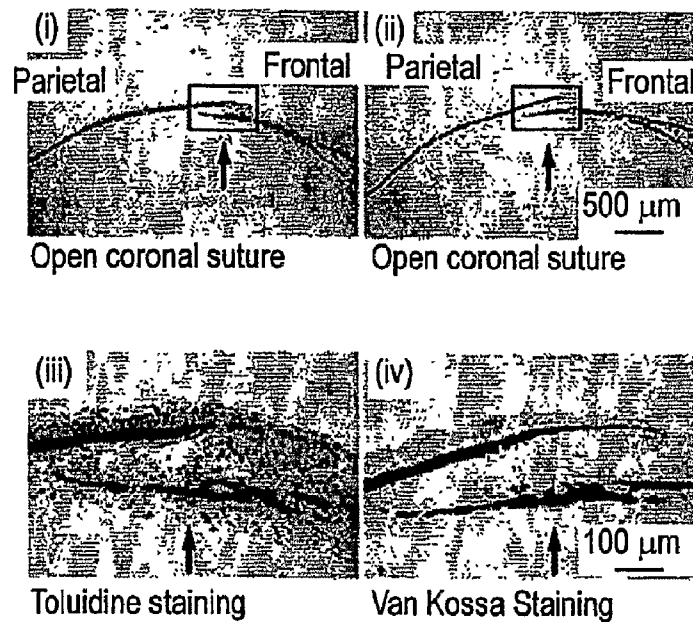 (i)
(ii)
Parietal
Frontal
Parietal
Frontal
500 µm
Open coronal suture
Open coronal suture
(iii)
(iv)
100 µm
Toluidine staining
Van Kossa Staining